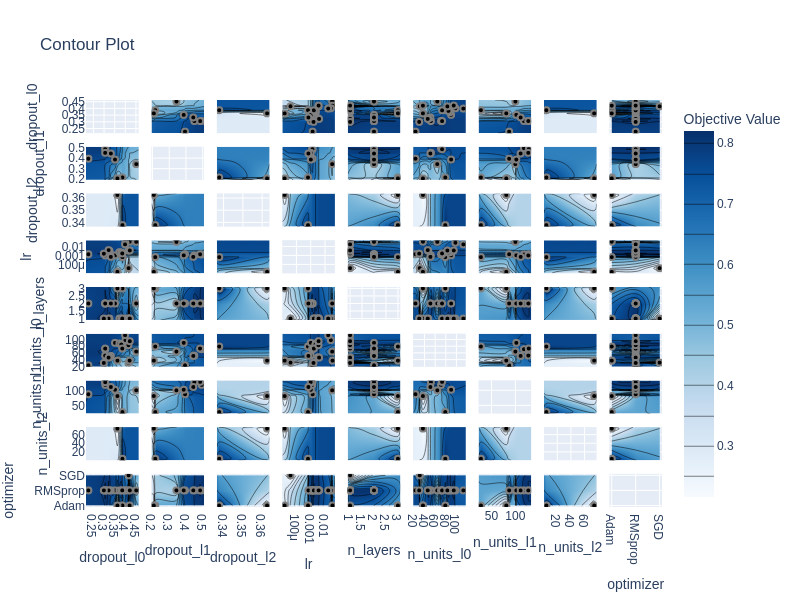 Contour Plot
Objective Value
0.8
0.7
0.6
0.5
0.4
0.3
dropout_l0
0.45
0.4
0.35
0.3
0.25
dropout_l1
0.5
0.4
0.3
0.2
dropout_l2
0.36
0.35
0.34
lr
0.01
0.001
100μ
n_layers
3
2.5
2
1.5
1
n_units_l0
100
80
60
40
20
n_units_l1
100
50
n_units_l2
60
40
20
optimizer
SGD
RMSprop
Adam
0.25
0.3
0.35
0.4
0.45
dropout_l0
0.2
0.3
0.4
0.5
dropout_l1
0.34
0.35
0.36
dropout_l2
100μ
0.001
0.01
lr
1
1.5
2
2.5
3
n_layers
20
40
60
80
100
n_units_l0
50
100
n_units_l1
20
40
60
n_units_l2
Adam
RMSprop
SGD
optimizer